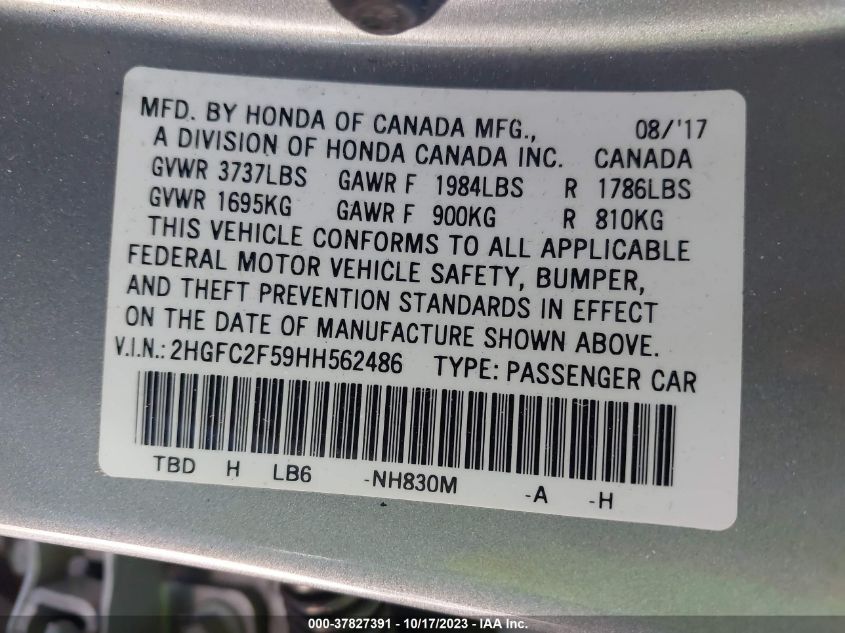 MFD. BY HONDA OF CANADA MFG., 08/'17
A DIVISION OF HONDA CANADA INC. CANADA
GVWR 3737LBS GAWR F 1984LBS R 1786LBS
GVWR 1695KG GAWR F 900KG R 810KG
THIS VEHICLE CONFORMS TO ALL APPLICABLE
FEDERAL MOTOR VEHICLE SAFETY, BUMPER,
AND THEFT PREVENTION STANDARDS IN EFFECT
ON THE DATE OF MANUFACTURE SHOWN ABOVE.
V.I.N.: 2HGFC2F59HH562486 TYPE: PASSENGER CAR
TBD H LB6 -NH830M -A -H
000-37827391 - 10/17/2023 - IAA Inc.